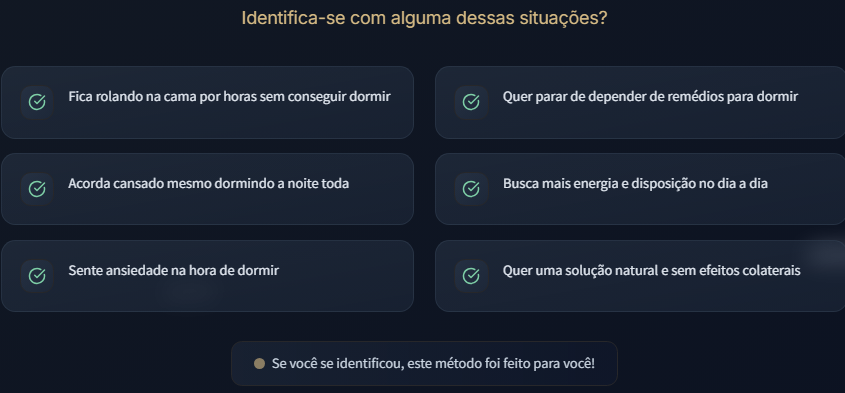 Identifica-se com alguma dessas situações?
Fica rolando na cama por horas sem conseguir dormir
Quer parar de depender de remédios para dormir
Acorda cansado mesmo dormindo a noite toda
Busca mais energia e disposição no dia a dia
Sente ansiedade na hora de dormir
Quer uma solução natural e sem efeitos colaterais
Se você se identificou, este método foi feito para você!